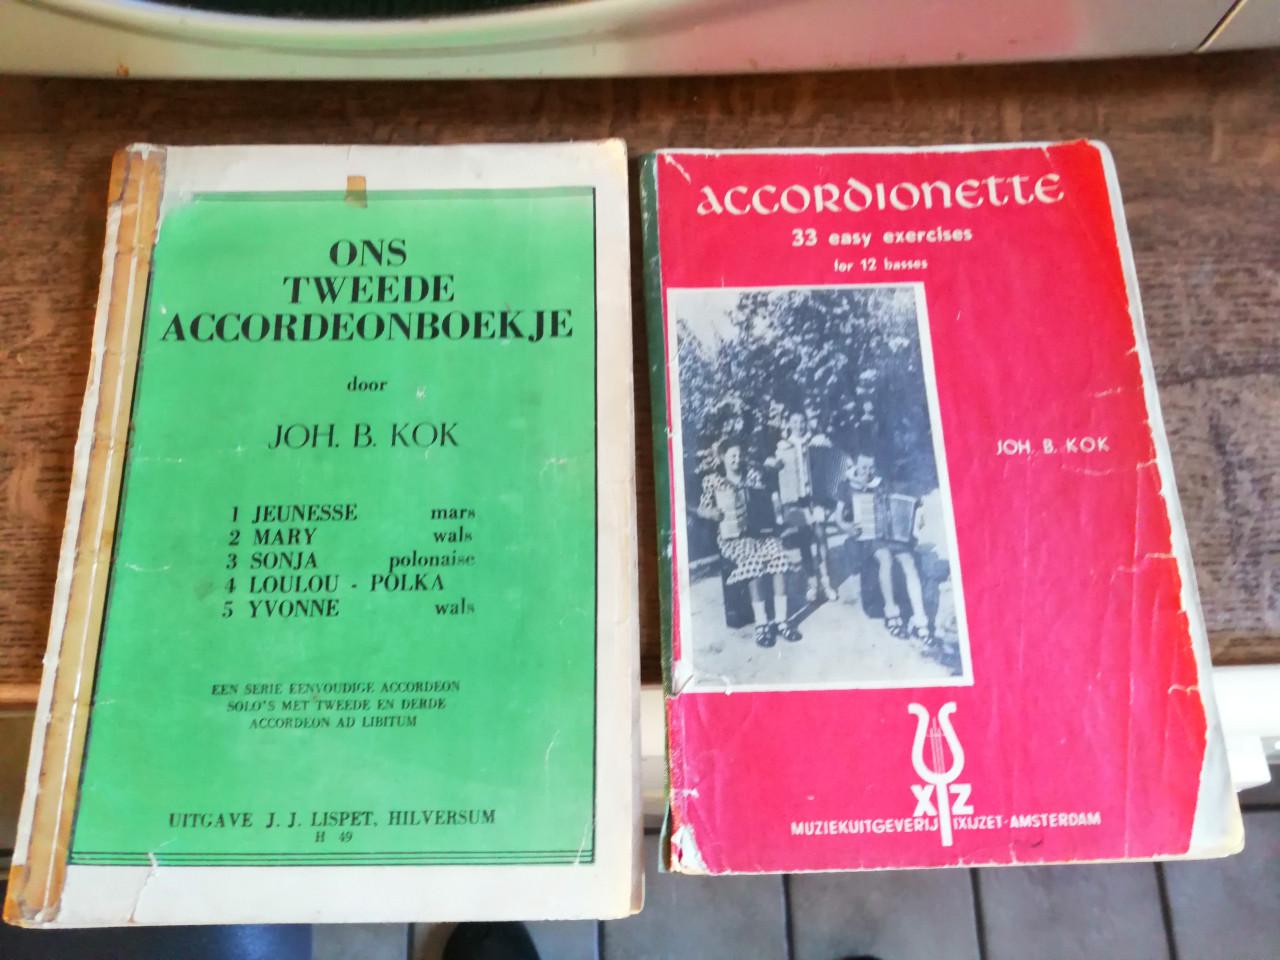 ONS
TWEEDE
ACCORDEONBOEKJE
door
JOH. B. KOK
1 JEUNESSE mars
2 MARY wals
3 SONJA polonaise
4 LOULOU - POLKA
5 YVONNE wals
EEN SERIE EENVOUDIGE ACCORDEON
SOLO'S MET TWEEDE EN DERDE
ACCORDEON AD LIBITUM
UITGAVE J. J. LISPET, HILVERSUM
H 49
ACCORDIONETTE
33 easy exercises
for 12 basses
JOH. B. KOK
XYZ
MUZIEKUITGEVERIJ IXIJZET-AMSTERDAM